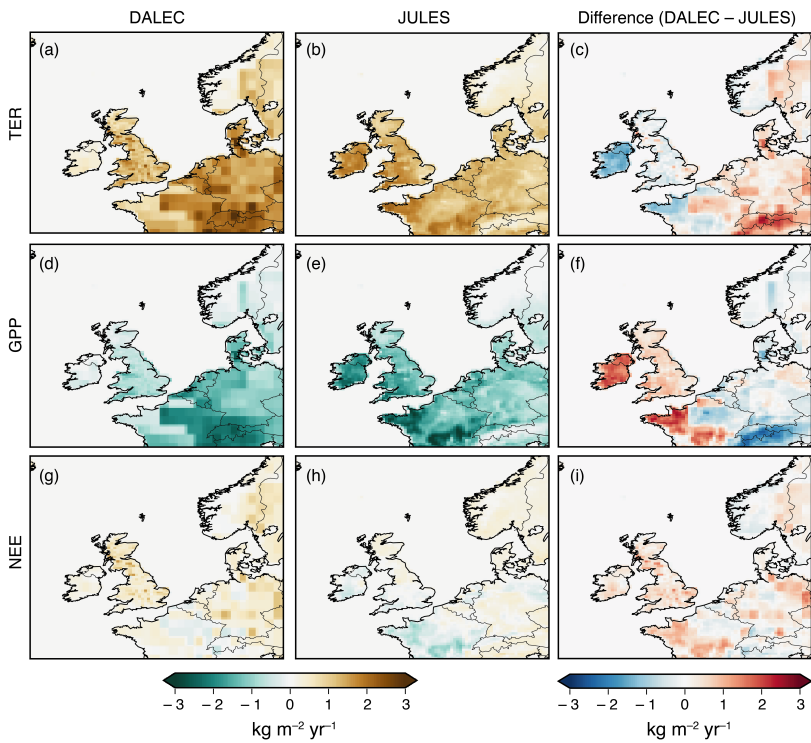 DALEC JULES Difference (DALEC – JULES)
TER (a) (b) (c)
GPP (d) (e) (f)
NEE (g) (h) (i)
−3 −2 −1 0 1 2 3 −3 −2 −1 0 1 2 3
kg m⁻² yr⁻¹ kg m⁻² yr⁻¹